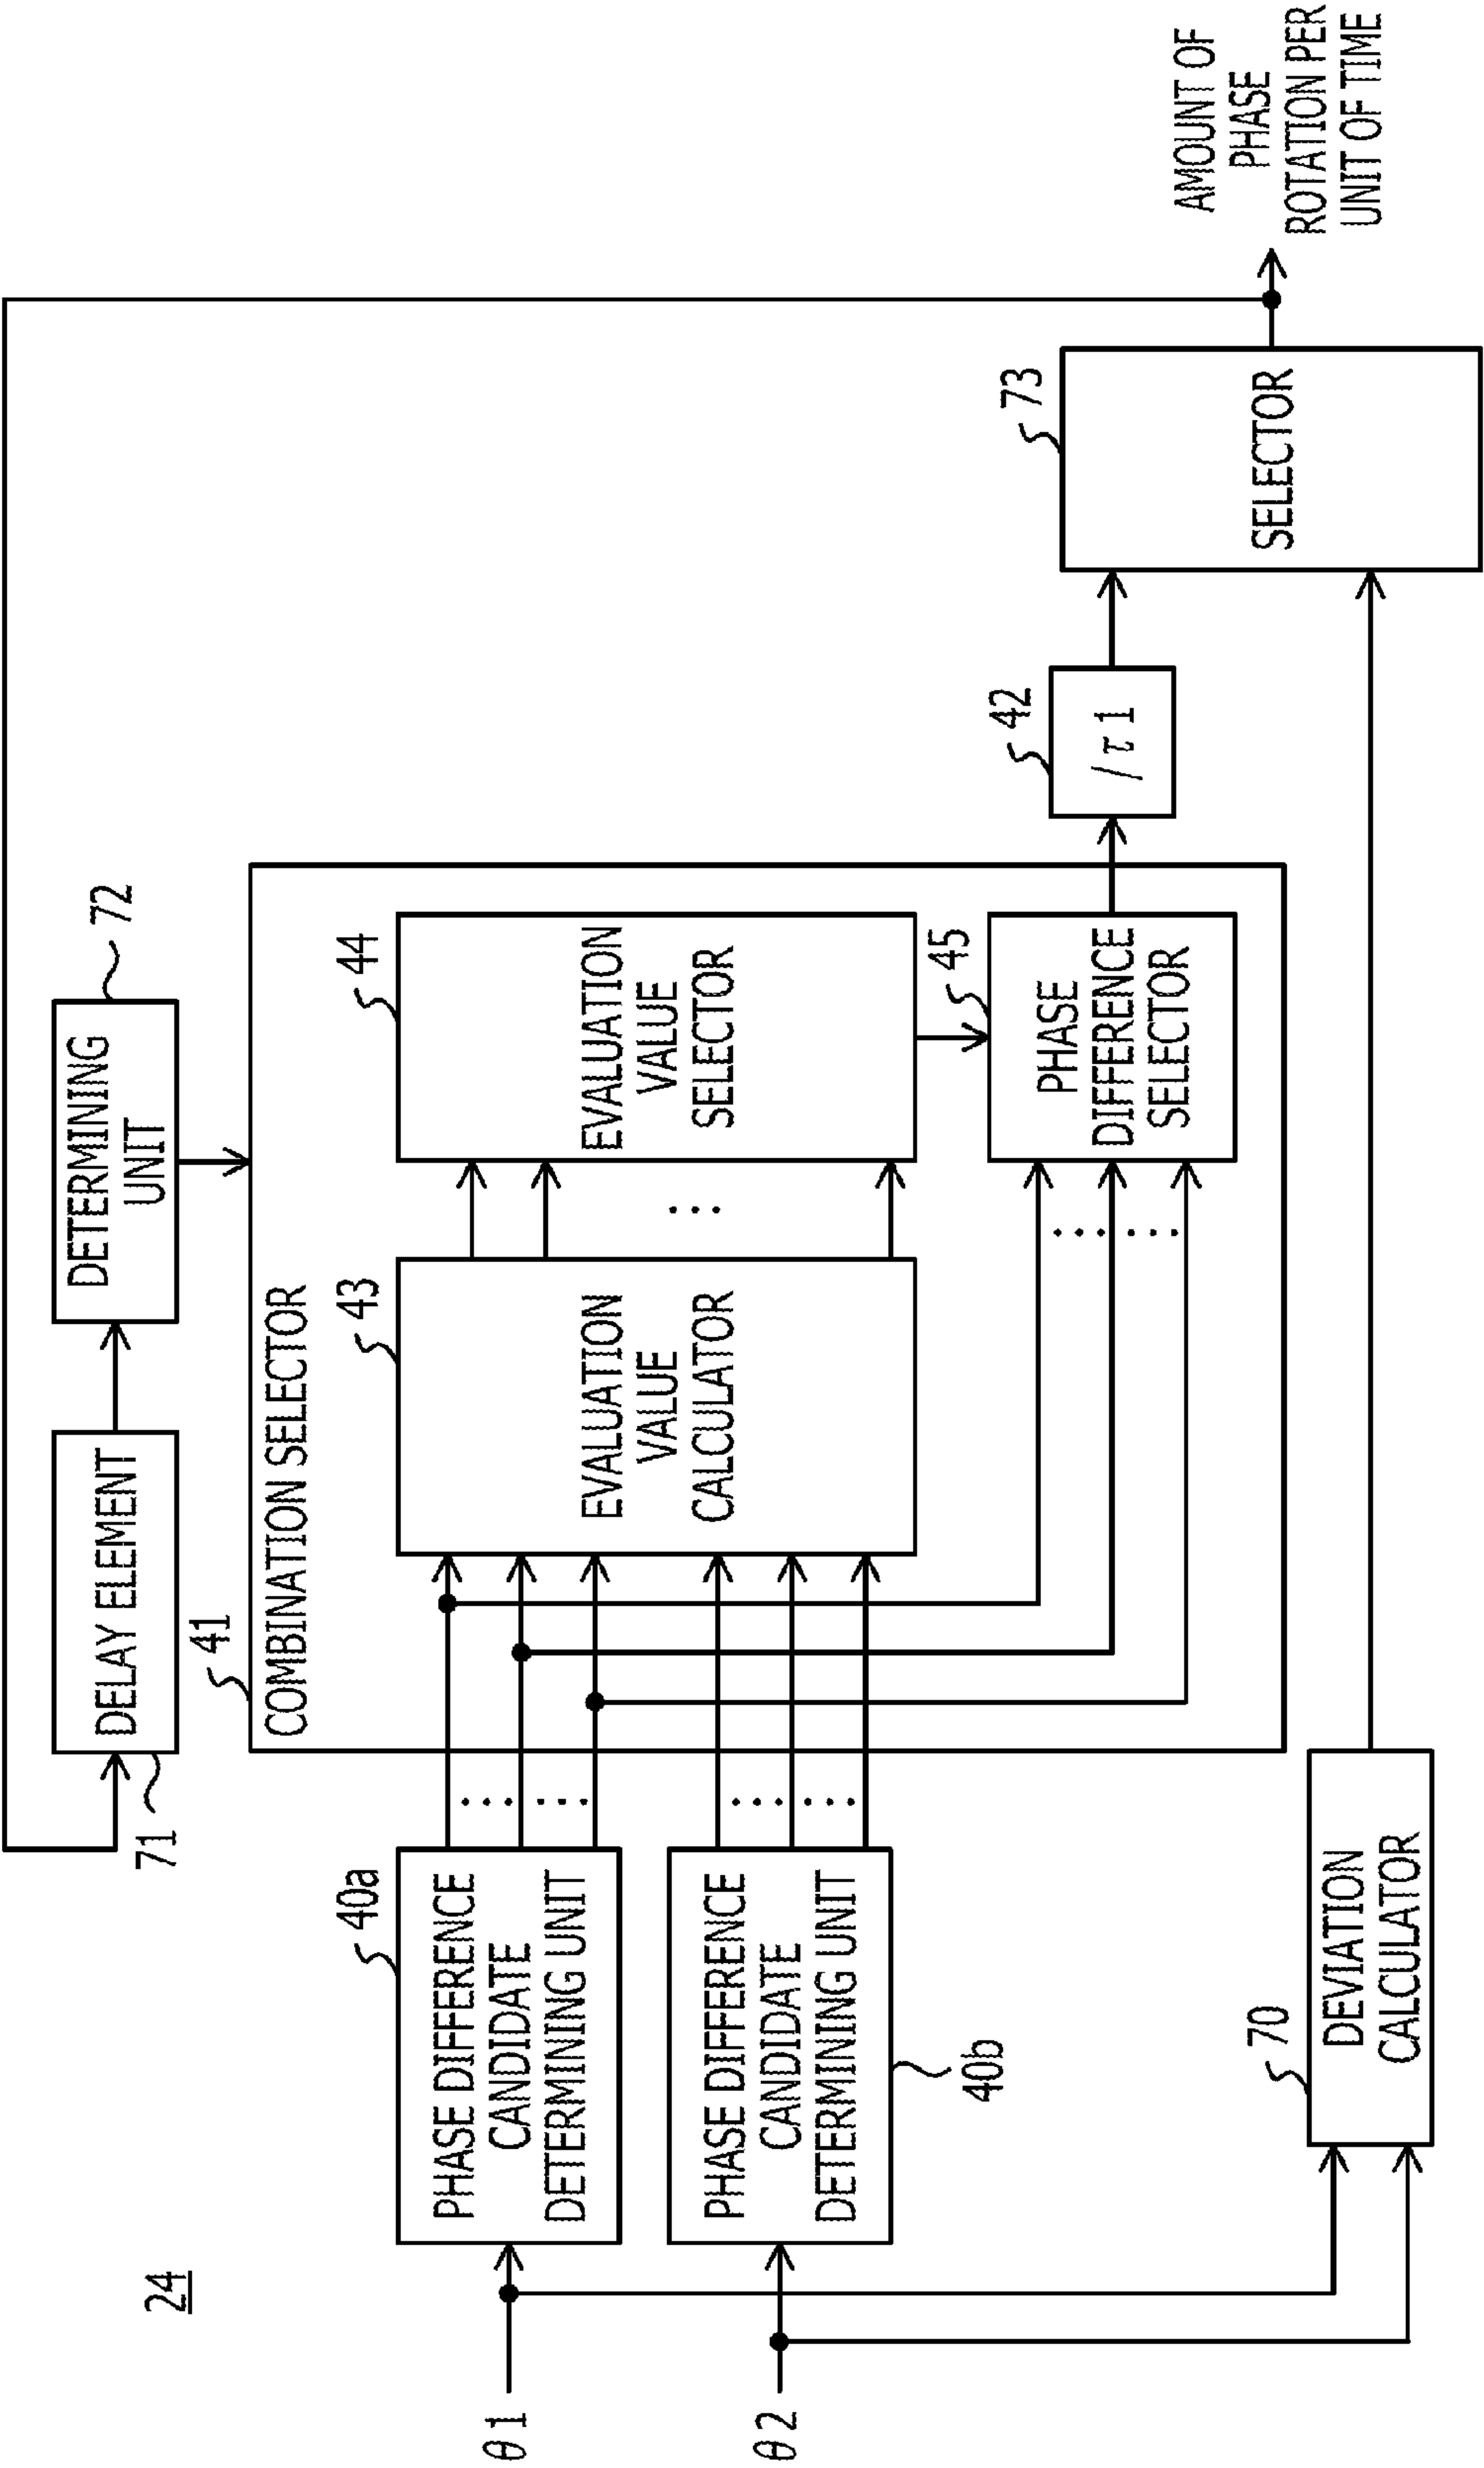 24
71
DELAY ELEMENT
DETERMINING
UNIT
72
41
COMBINATION SELECTOR
θ1
40a
PHASE DIFFERENCE
CANDIDATE
DETERMINING UNIT
43
EVALUATION
VALUE
CALCULATOR
44
EVALUATION
VALUE
SELECTOR
θ2
PHASE DIFFERENCE
CANDIDATE
DETERMINING UNIT
40b
45
PHASE
DIFFERENCE
SELECTOR
42
/τ1
73
SELECTOR
70
DEVIATION
CALCULATOR
AMOUNT OF
PHASE
ROTATION PER
UNIT OF TIME